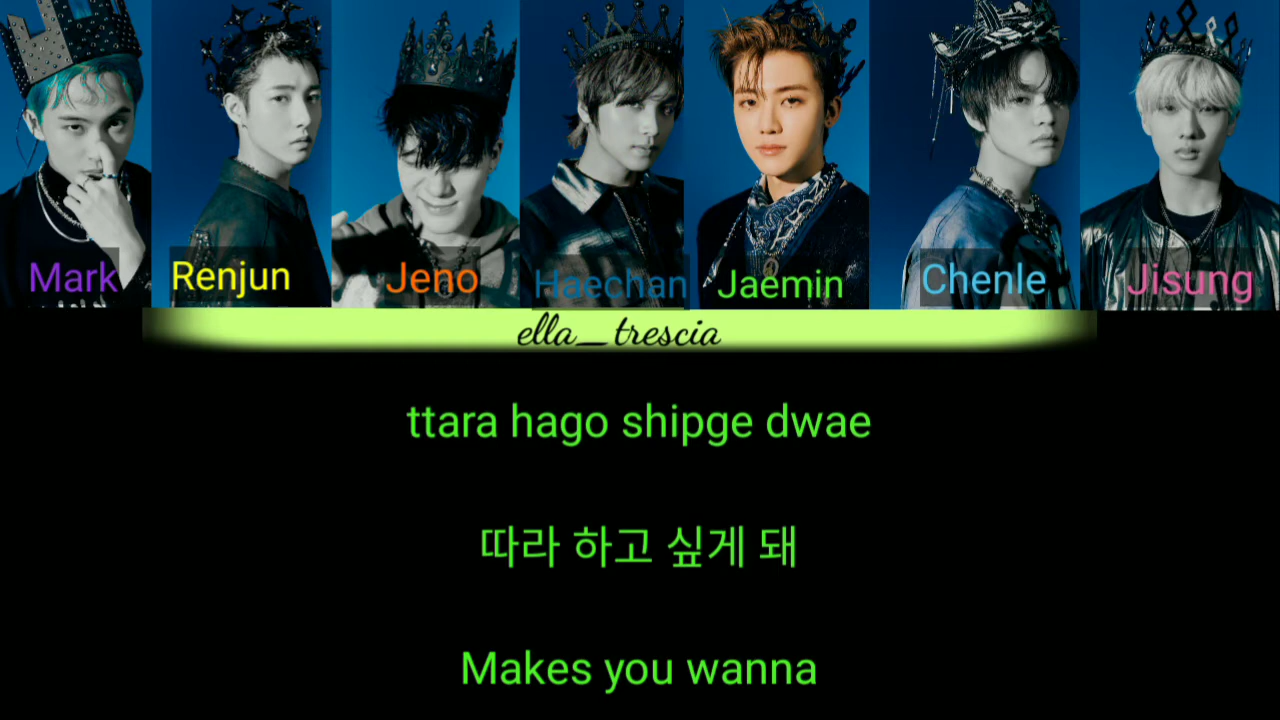 Mark
Renjun
Jeno
Haechan
Jaemin
Chenle
Jisung
ella_trescia
ttara hago shipge dwae
따라 하고 싶게 돼
Makes you wanna